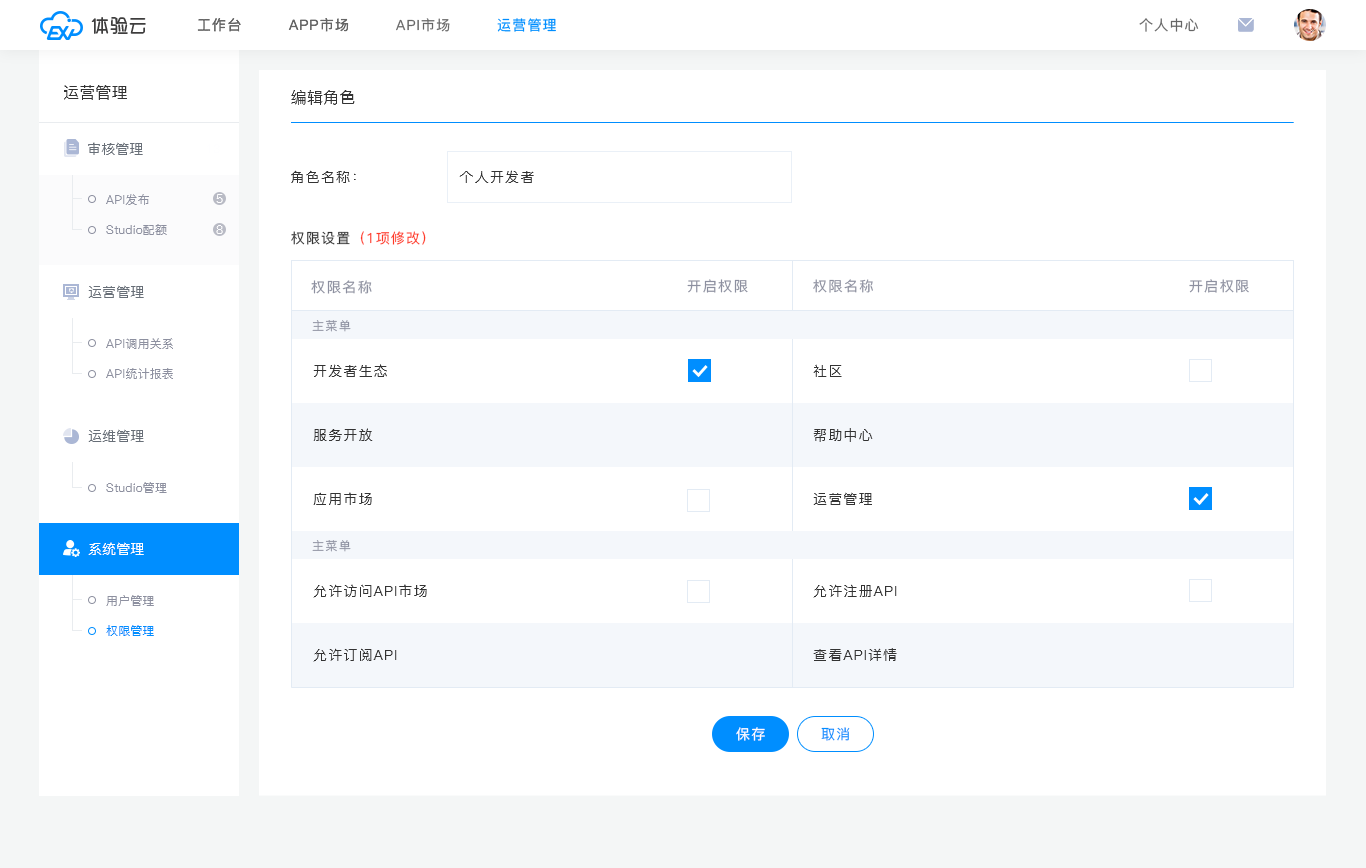 EXP 体验云 工作台 APP市场 API市场 运营管理 个人中心
运营管理
审核管理
API发布 5
Studio配额 8
运营管理
API调用关系
API统计报表
运维管理
Studio管理
系统管理
用户管理
权限管理
编辑角色
角色名称: 个人开发者
权限设置 (1项修改)
权限名称 开启权限 权限名称 开启权限
主菜单
开发者生态 社区
服务开放 帮助中心
应用市场 运营管理
主菜单
允许访问API市场 允许注册API
允许订阅API 查看API详情
保存 取消